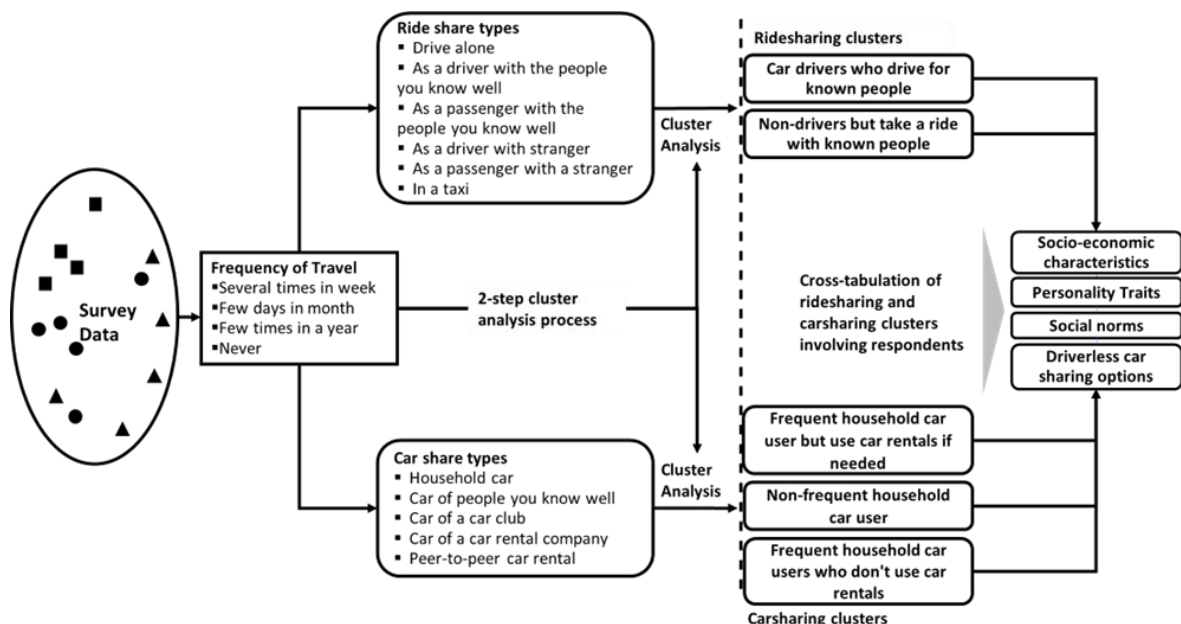 Ride share types
▪ Drive alone
▪ As a driver with the people
you know well
▪ As a passenger with the
people you know well
▪ As a driver with stranger
▪ As a passenger with a stranger
▪ In a taxi
Survey
Data
Frequency of Travel
▪Several times in week
▪Few days in month
▪Few times in a year
▪Never
2-step cluster
analysis process
Cluster
Analysis
Car share types
▪ Household car
▪ Car of people you know well
▪ Car of a car club
▪ Car of a car rental company
▪ Peer-to-peer car rental
Cluster
Analysis
Ridesharing clusters
Car drivers who drive for
known people
Non-drivers but take a ride
with known people
Cross-tabulation of
ridesharing and
carsharing clusters
involving respondents
Socio-economic
characteristics
Personality Traits
Social norms
Driverless car
sharing options
Frequent household car
user but use car rentals if
needed
Non-frequent household
car user
Frequent household car
users who don't use car
rentals
Carsharing clusters